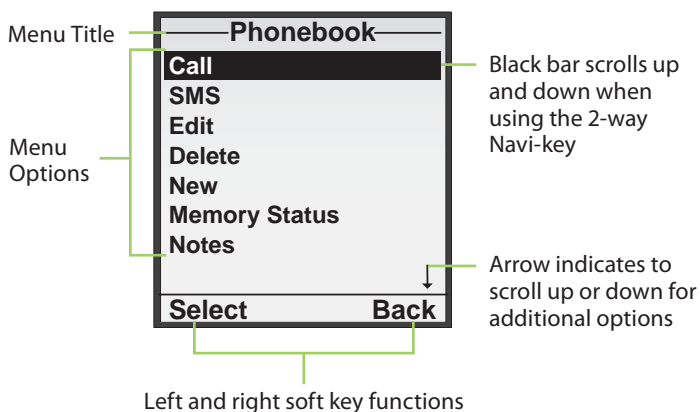 Menu Title
Phonebook
Call
SMS
Edit
Delete
New
Memory Status
Notes
Select Back
Menu
Options
Black bar scrolls up
and down when
using the 2-way
Navi-key
Arrow indicates to
scroll up or down for
additional options
Left and right soft key functions